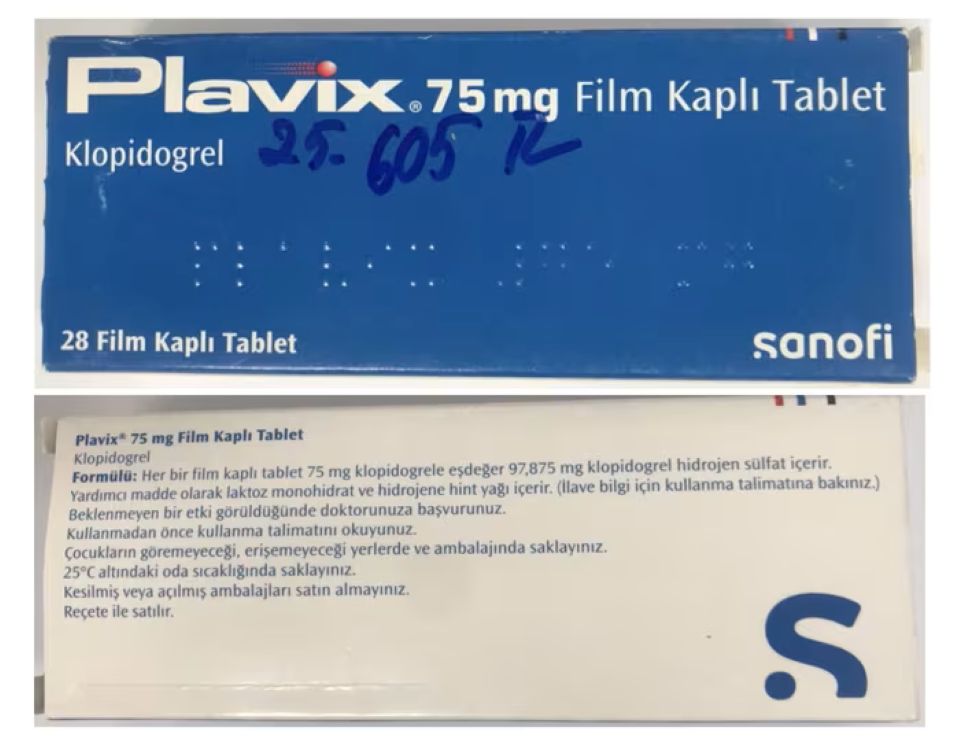 Plavix® 75 mg Film Kaplı Tablet
Klopidogrel
25. 605 TL
28 Film Kaplı Tablet
sanofi
Plavix® 75 mg Film Kaplı Tablet
Klopidogrel
Formülü: Her bir film kaplı tablet 75 mg klopidogrele eşdeğer 97,875 mg klopidogrel hidrojen sülfat içerir.
Yardımcı madde olarak laktoz monohidrat ve hidrojene hint yağı içerir. (İlave bilgi için kullanma talimatına bakınız.)
Beklenmeyen bir etki görüldüğünde doktorunuza başvurunuz.
Kullanmadan önce kullanma talimatını okuyunuz.
Çocukların göremeyeceği, erişemeyeceği yerlerde ve ambalajında saklayınız.
25°C altındaki oda sıcaklığında saklayınız.
Kesilmiş veya açılmış ambalajları satın almayınız.
Reçete ile satılır.